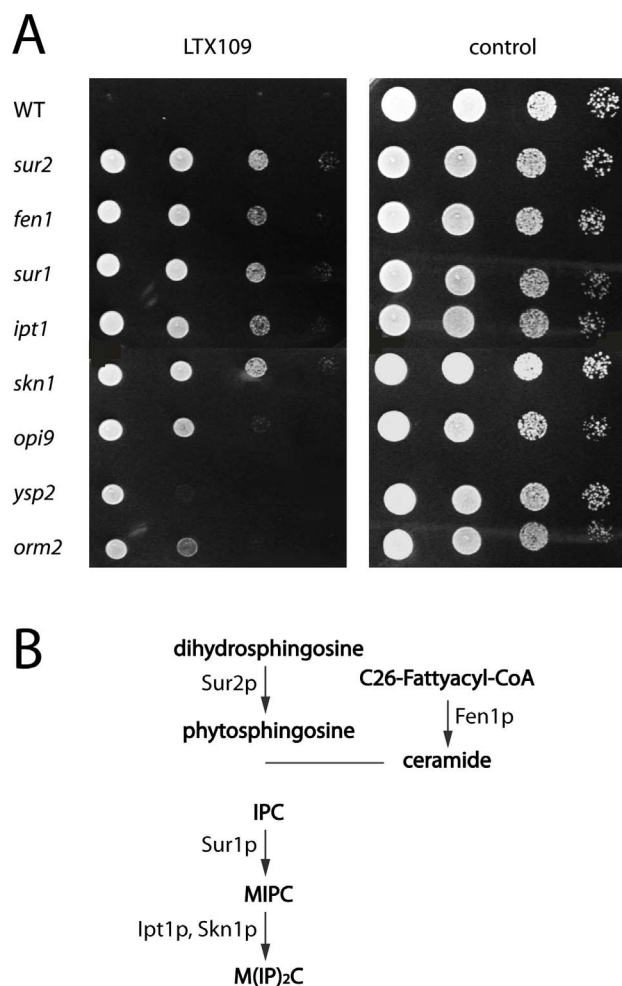 A
LTX109 control
WT
sur2
fen1
sur1
ipt1
skn1
opi9
ysp2
orm2
B
dihydrosphingosine
C26-Fattyacyl-CoA
Sur2p
Fen1p
phytosphingosine
ceramide
IPC
Sur1p
MIPC
Ipt1p, Skn1p
M(IP)₂C